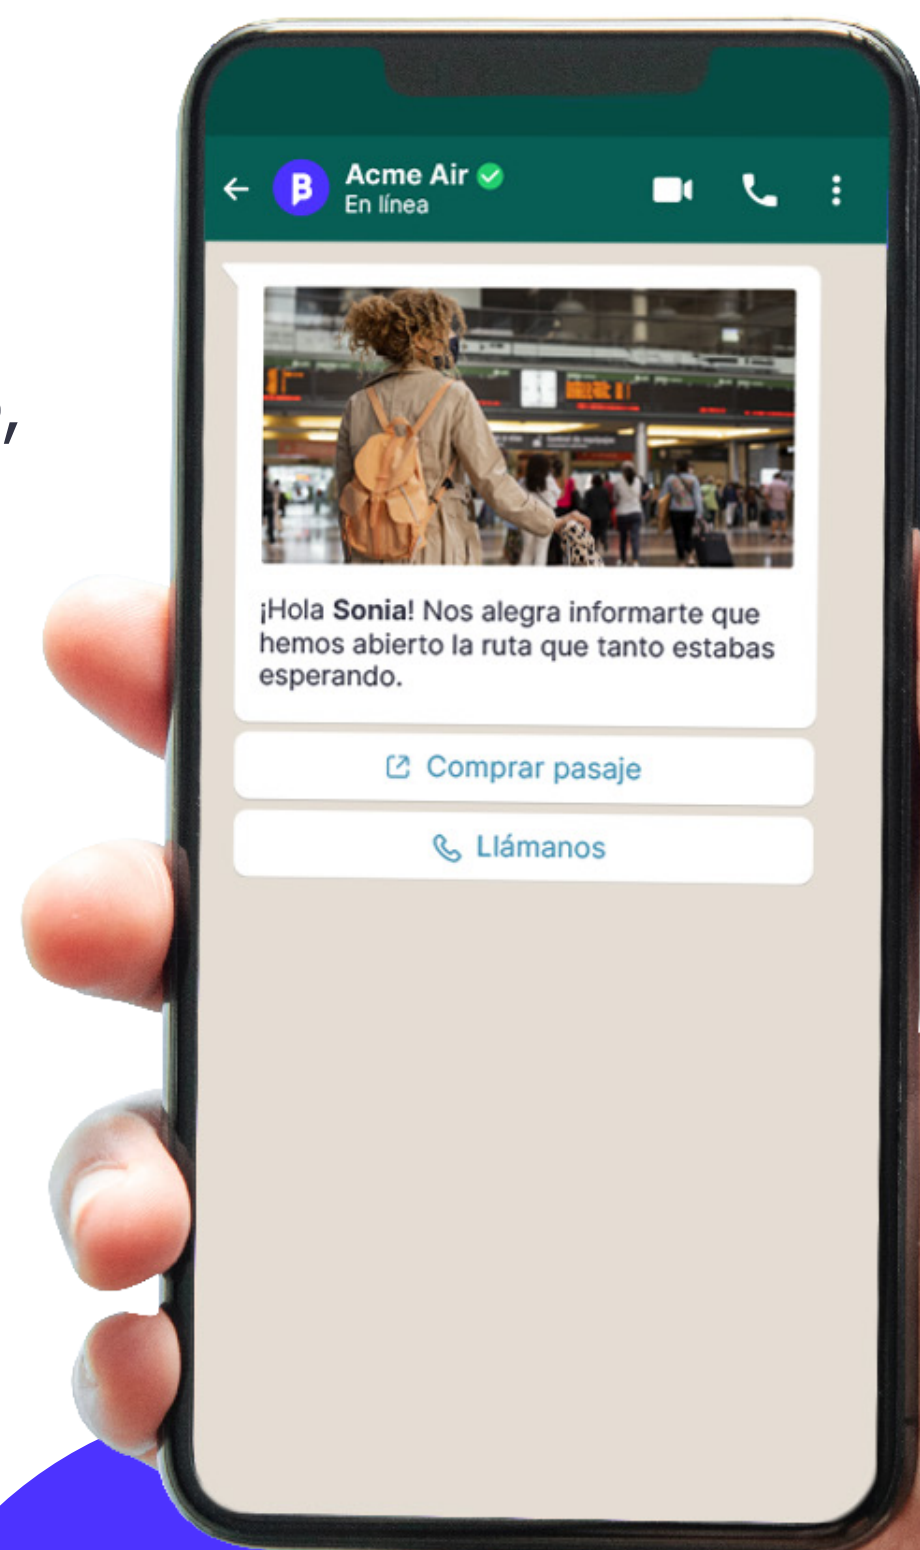 Acme Air
En línea
¡Hola Sonia! Nos alegra informarte que
hemos abierto la ruta que tanto estabas
esperando.
Comprar pasaje
Llámanos